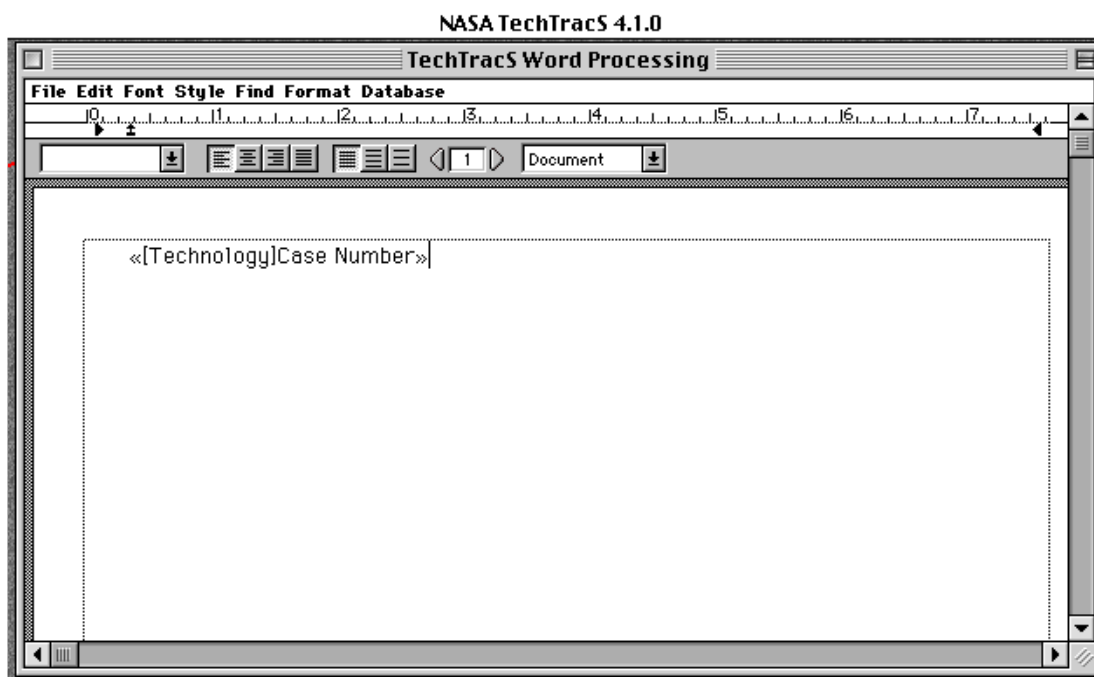 NASA TechTracS 4.1.0
TechTracS Word Processing
File Edit Font Style Find Format Database
0 1 2 3 4 5 6 7
1 Document
«[Technology]Case Number»